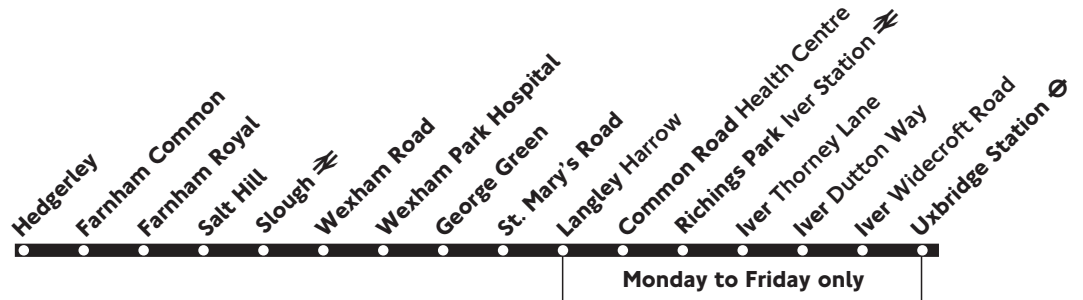 Hedgerley
Farnham Common
Farnham Royal
Salt Hill
Slough
Wexham Road
Wexham Park Hospital
George Green
St. Mary's Road
Langley Harrow
Common Road Health Centre
Richings Park Iver Station
Iver Thorney Lane
Iver Dutton Way
Iver Widecroft Road
Uxbridge Station
Monday to Friday only